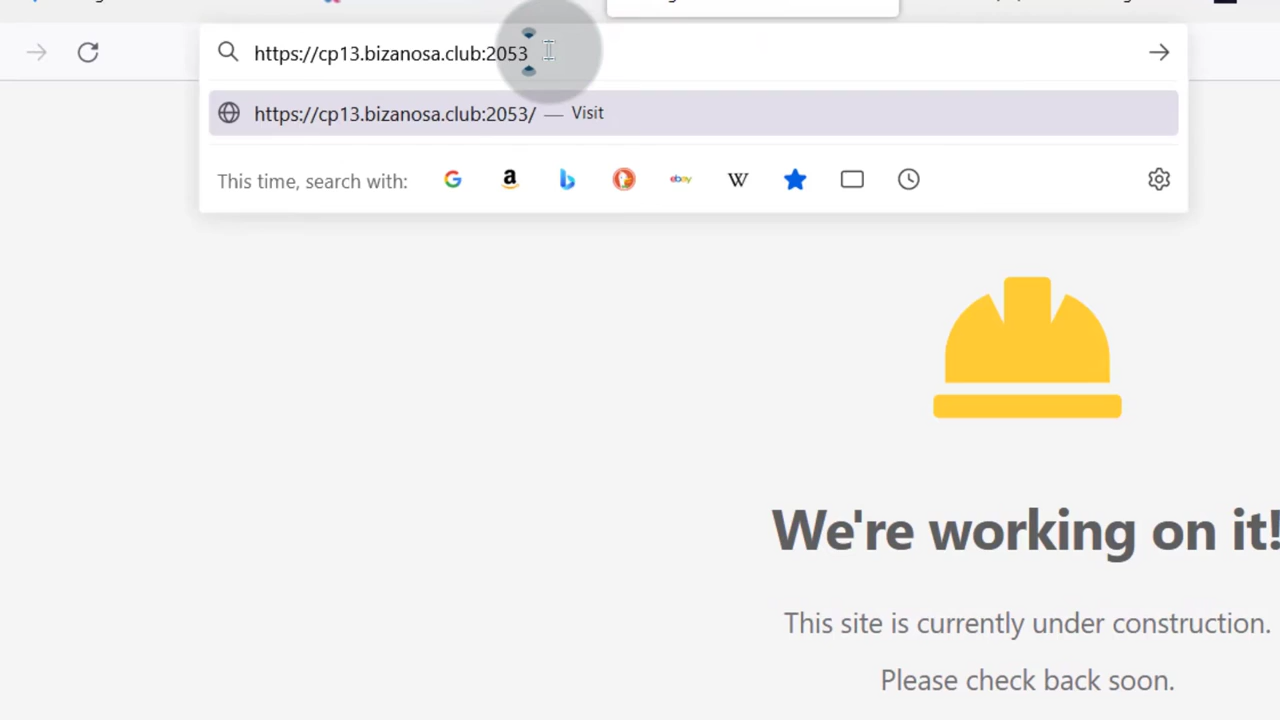 https://cp13.bizanosa.club:2053
https://cp13.bizanosa.club:2053/ — Visit
This time, search with:
We're working on it!
This site is currently under construction.
Please check back soon.